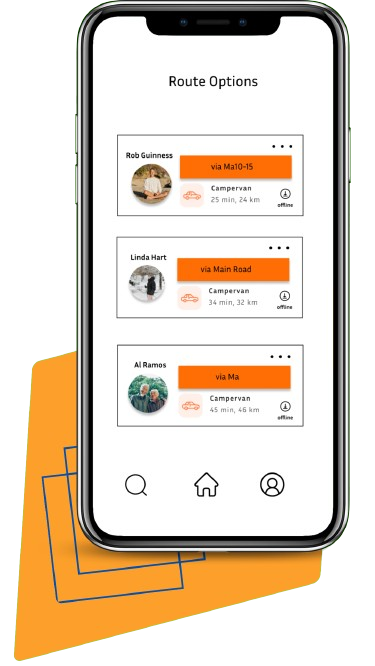 Route Options
Rob Guinness
via Ma10-15
Campervan
25 min, 24 km
offline
Linda Hart
via Main Road
Campervan
34 min, 32 km
offline
Al Ramos
via Ma
Campervan
45 min, 46 km
offline